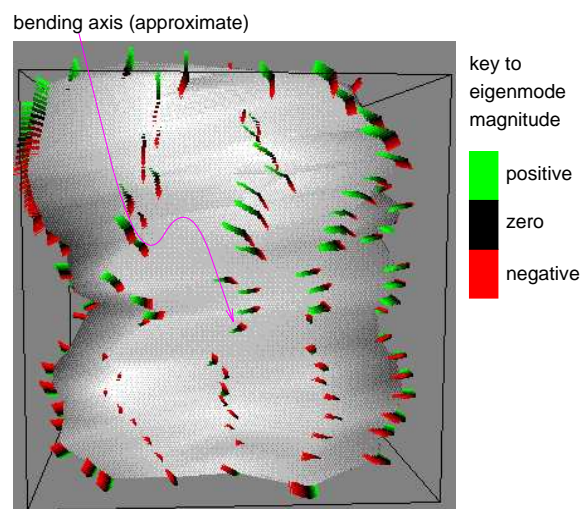 bending axis (approximate)
key to
eigenmode
magnitude
positive
zero
negative